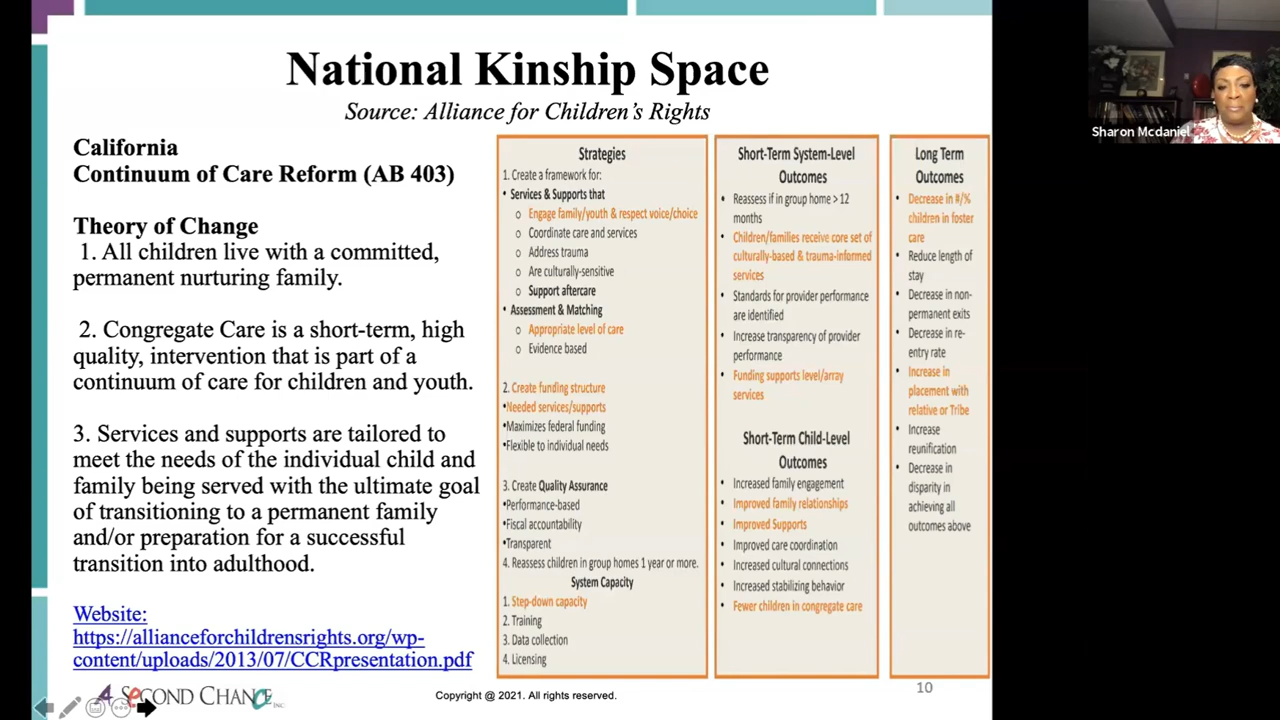 National Kinship Space
Source: Alliance for Children's Rights
California
Continuum of Care Reform (AB 403)
Theory of Change
1. All children live with a committed,
permanent nurturing family.
2. Congregate Care is a short-term, high
quality, intervention that is part of a
continuum of care for children and youth.
3. Services and supports are tailored to
meet the needs of the individual child and
family being served with the ultimate goal
of transitioning to a permanent family
and/or preparation for a successful
transition into adulthood.
Website:
https://allianceforchildrensrights.org/wp-
content/uploads/2013/07/CCRpresentation.pdf
Strategies
1. Create a framework for:
• Services & Supports that
o Engage family/youth & respect voice/choice
o Coordinate care and services
o Address trauma
o Are culturally-sensitive
o Support aftercare
• Assessment & Matching
o Appropriate level of care
o Evidence based
2. Create funding structure
•Needed services/supports
•Maximizes federal funding
•Flexible to individual needs
3. Create Quality Assurance
•Performance-based
•Fiscal accountability
•Transparent
4. Reassess children in group homes 1 year or more.
System Capacity
1. Step-down capacity
2. Training
3. Data collection
4. Licensing
Short-Term System-Level
Outcomes
• Reassess if in group home > 12
months
• Children/families receive core set of
culturally-based & trauma-informed
services
• Standards for provider performance
are identified
• Increase transparency of provider
performance
• Funding supports level/array
services
Short-Term Child-Level
Outcomes
• Increased family engagement
• Improved family relationships
• Improved Supports
• Improved care coordination
• Increased cultural connections
• Increased stabilizing behavior
• Fewer children in congregate care
Long Term
Outcomes
• Decrease in #/%
children in foster
care
• Reduce length of
stay
• Decrease in non-
permanent exits
• Decrease in re-
entry rate
• Increase in
placement with
relative or Tribe
• Increase
reunification
• Decrease in
disparity in
achieving all
outcomes above
A SECOND CHANCE INC
Copyright @ 2021. All rights reserved.
10
Sharon Mcdaniel